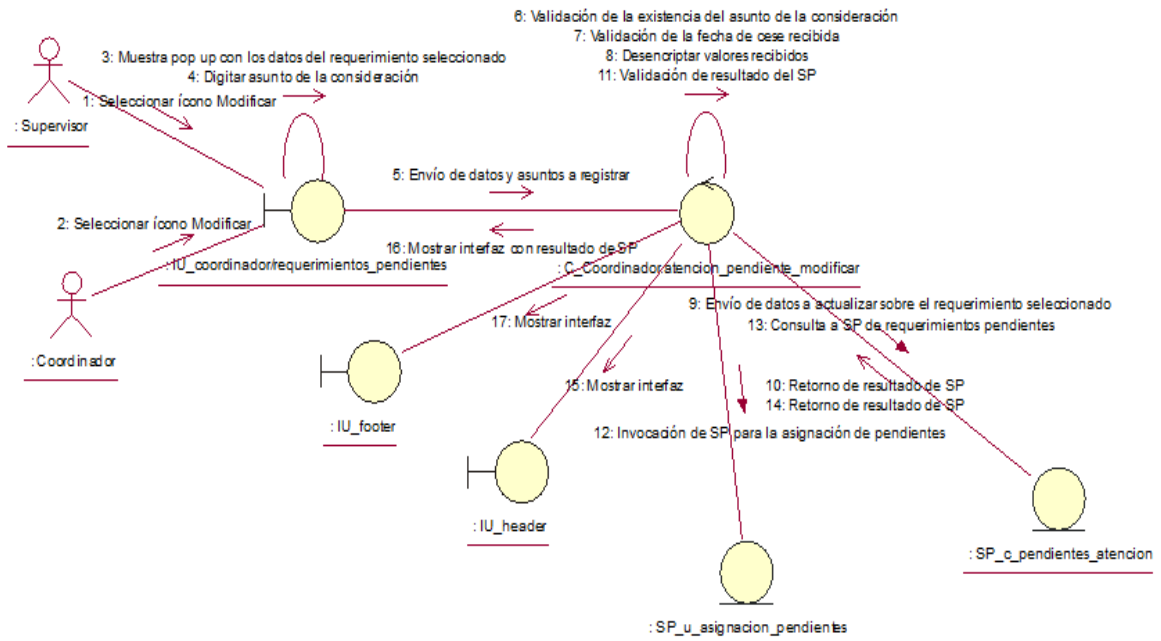 6: Validación de la existencia del asunto de la consideración
7: Validación de la fecha de cese recibida
8: Desencriptar valores recibidos
11: Validación de resultado del SP
3: Muestra pop up con los datos del requerimiento seleccionado
4: Digitar asunto de la consideración
1: Seleccionar ícono Modificar
: Supervisor
5: Envío de datos y asuntos a registrar
2: Seleccionar ícono Modificar
16: Mostrar interfaz con resultado de SP
: IU_coordinador/requerimientos_pendientes
: C_Coordinador.atencion_pendiente_modificar
9: Envío de datos a actualizar sobre el requerimiento seleccionado
13: Consulta a SP de requerimientos pendientes
17: Mostrar interfaz
: Coordinador
15: Mostrar interfaz
10: Retorno de resultado de SP
14: Retorno de resultado de SP
: IU_footer
12: Invocación de SP para la asignación de pendientes
: IU_header
: SP_c_pendientes_atencion
: SP_u_asignacion_pendientes